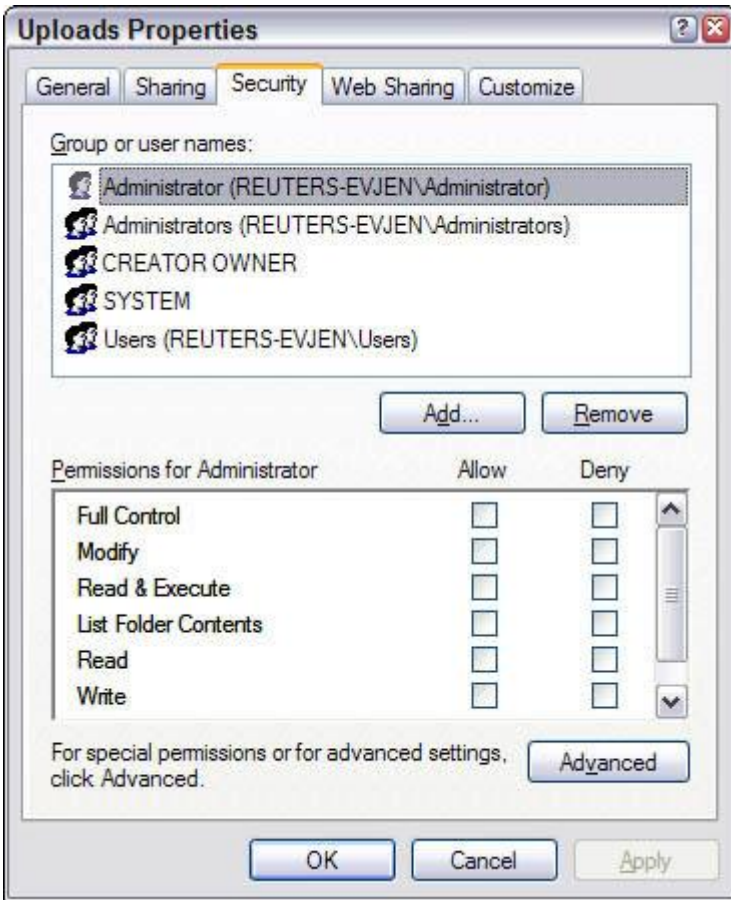 Uploads Properties
General Sharing Security Web Sharing Customize
Group or user names:
Administrator (REUTERS-EVJEN\Administrator)
Administrators (REUTERS-EVJEN\Administrators)
CREATOR OWNER
SYSTEM
Users (REUTERS-EVJEN\Users)
Add... Remove
Permissions for Administrator Allow Deny
Full Control
Modify
Read & Execute
List Folder Contents
Read
Write
For special permissions or for advanced settings,
click Advanced.
Advanced
OK Cancel Apply